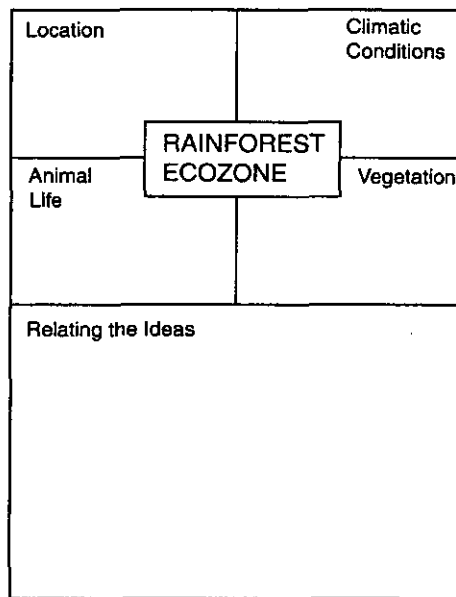 Location
Climatic
Conditions
RAINFOREST
ECOZONE
Animal
Life
Vegetation
Relating the Ideas